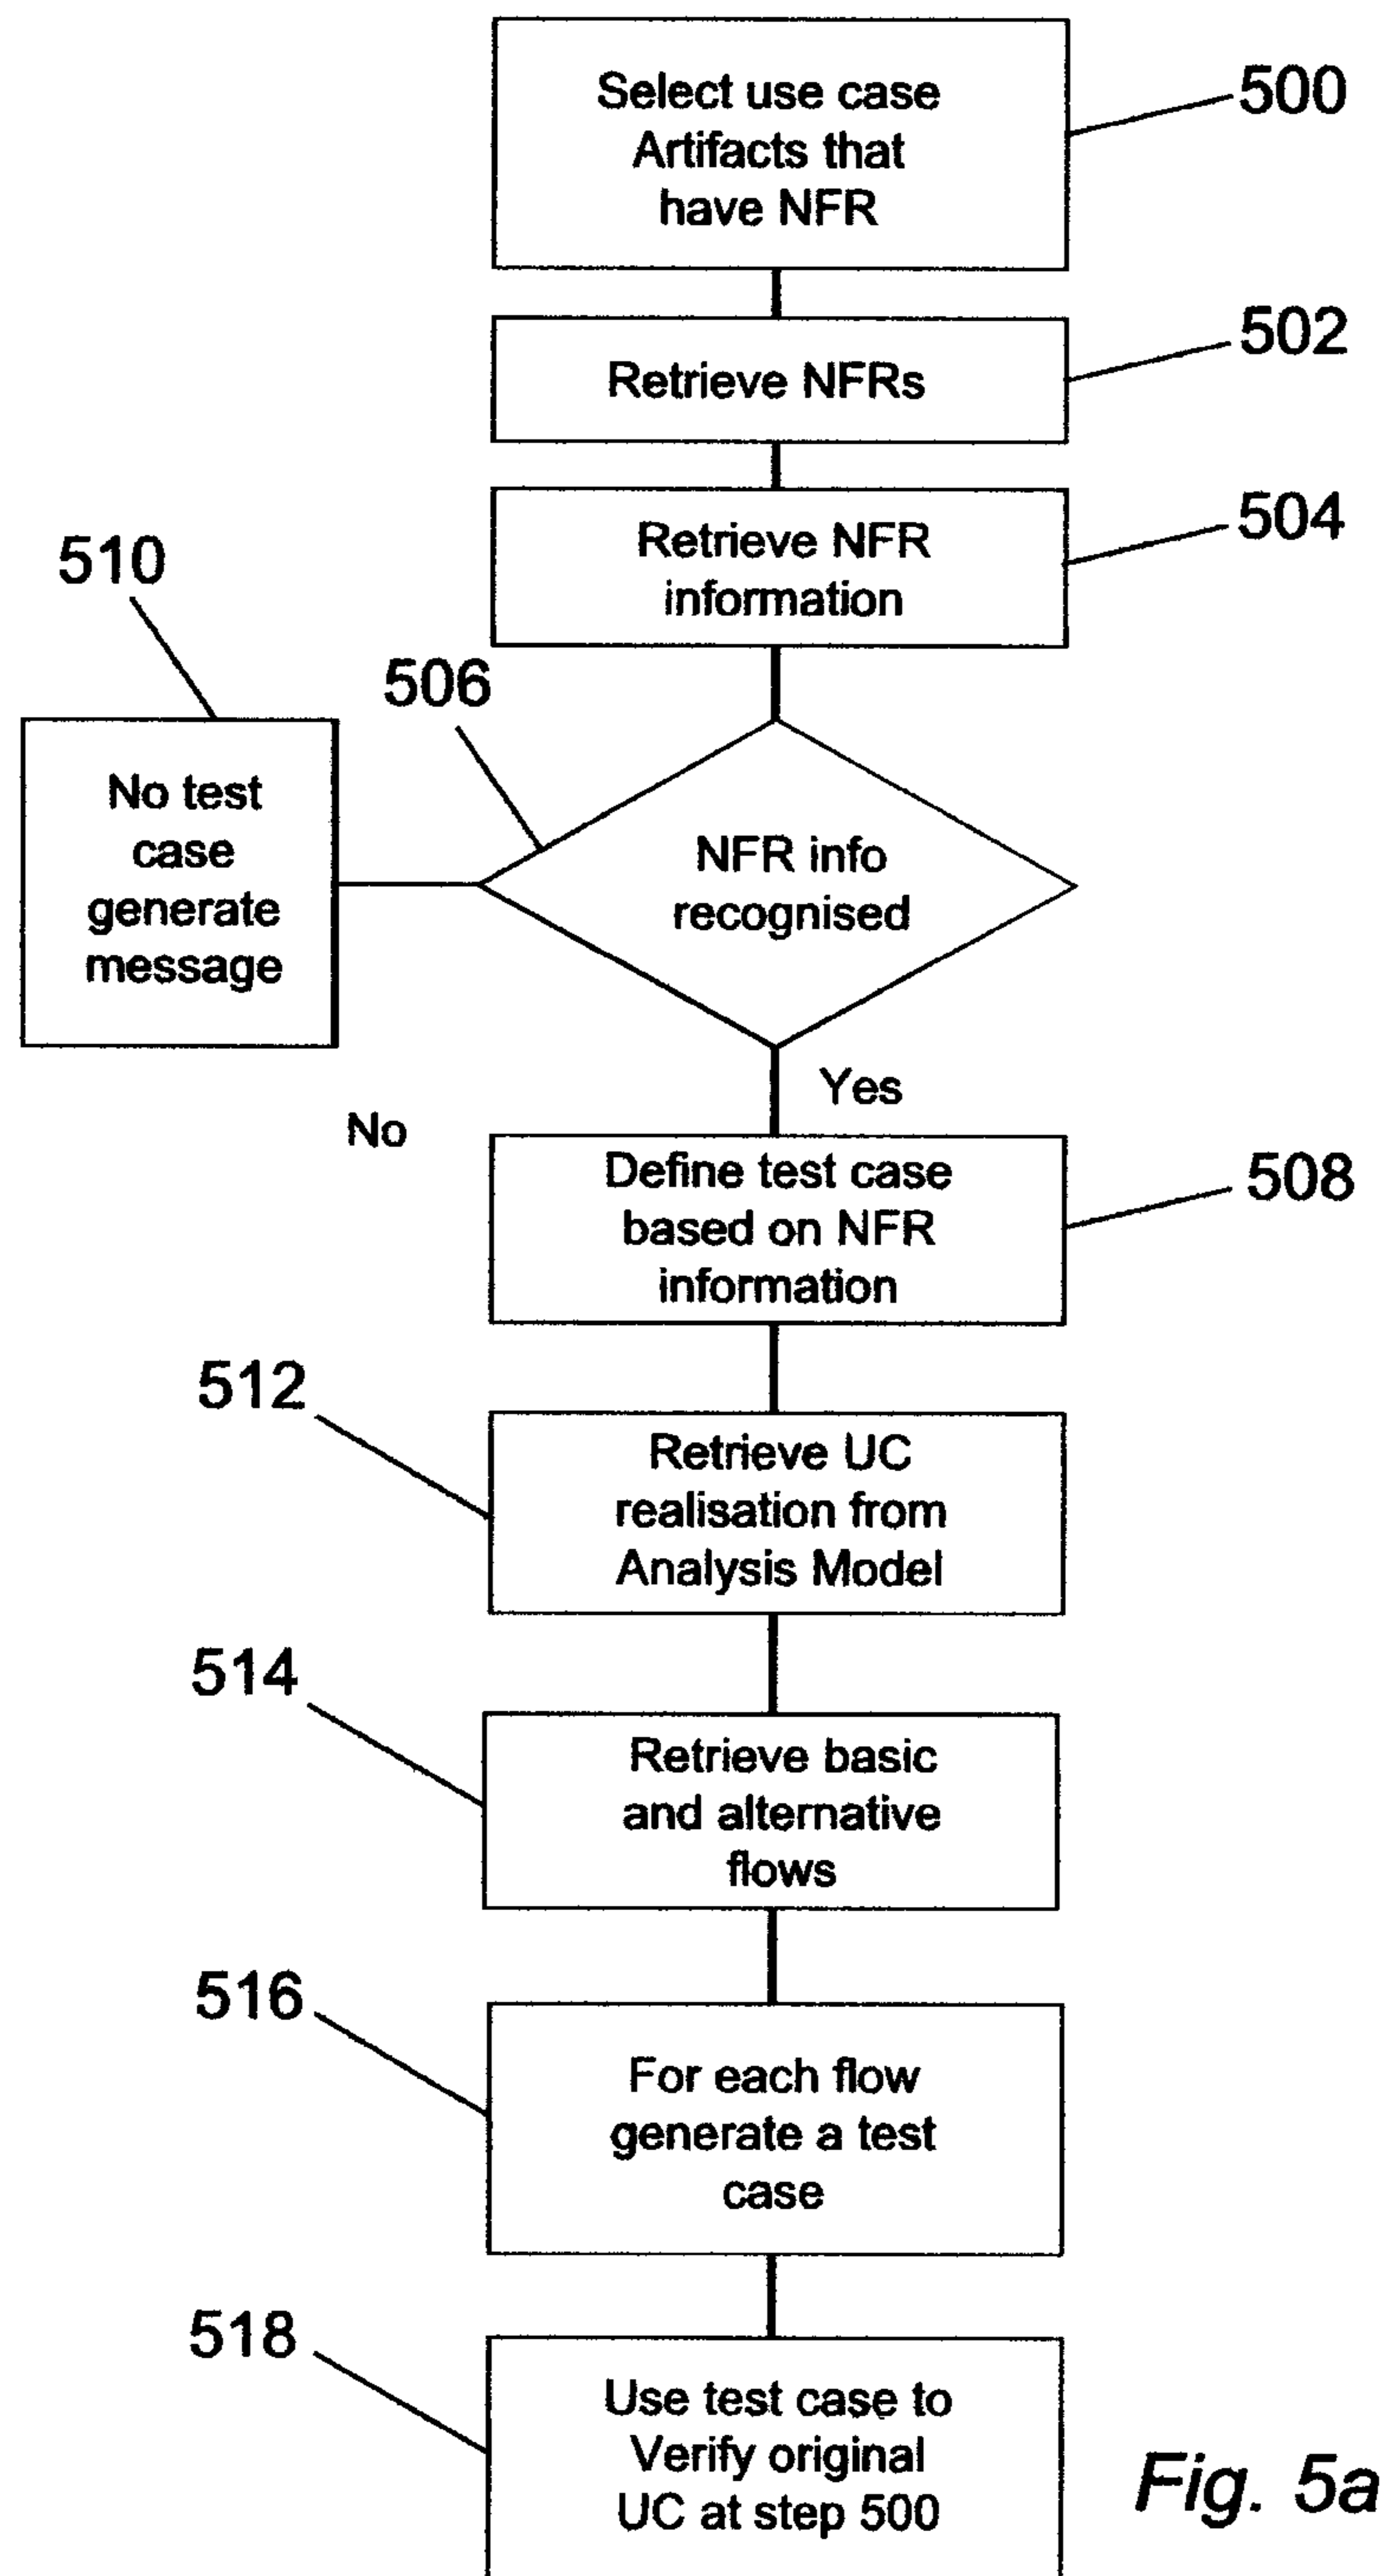 Select use case
Artifacts that
have NFR
500
Retrieve NFRs
502
Retrieve NFR
information
504
510
506
No test
case
generate
message
NFR info
recognised
Yes
No
Define test case
based on NFR
information
508
512
Retrieve UC
realisation from
Analysis Model
514
Retrieve basic
and alternative
flows
516
For each flow
generate a test
case
518
Use test case to
Verify original
UC at step 500
Fig. 5a